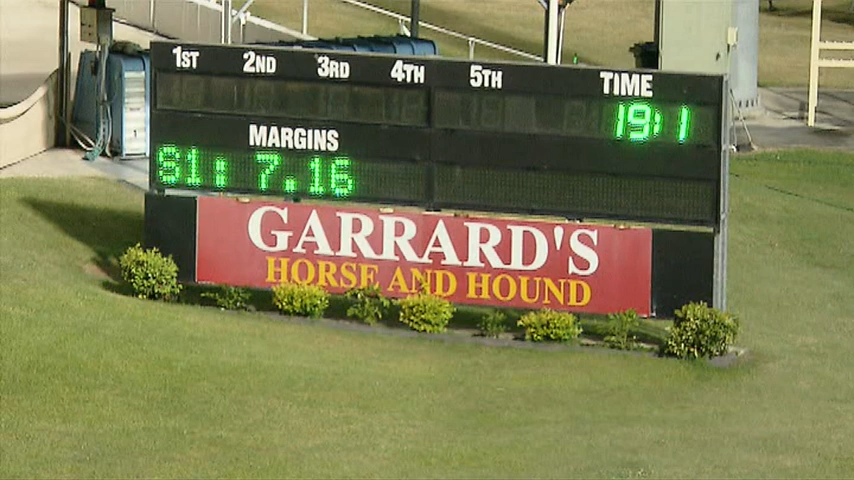 1ST 2ND 3RD 4TH 5TH TIME
19:1
MARGINS
S1: 7.16
GARRARD'S
HORSE AND HOUND